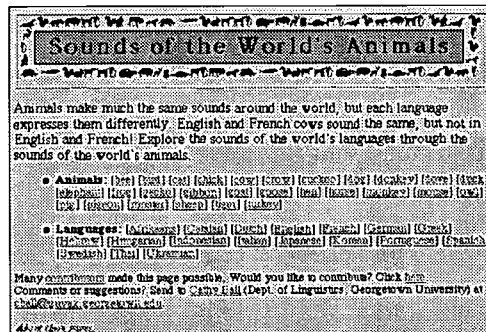 Sounds of the World's Animals
Animals make much the same sounds around the world, but each language
expresses them differently. English and French cows sound the same, but not in
English and French! Explore the sounds of the world's languages through the
sounds of the world's animals.
Animals: [bee] [bird] [cat] [chick] [cow] [crow] [cuckoo] [dog] [donkey] [dove] [duck]
[elephant] [frog] [gecko] [gibbon] [goat] [goose] [hen] [horse] [monkey] [mouse] [owl]
[pig] [pigeon] [rooster] [sheep] [tiger] [turkey]
Languages: [Afrikaans] [Catalan] [Dutch] [English] [French] [German] [Greek]
[Hebrew] [Hungarian] [Indonesian] [Italian] [Japanese] [Korean] [Portuguese] [Spanish]
[Swedish] [Thai] [Ukrainian]
Many contributors made this page possible. Would you like to contribute? Click here.
Comments or suggestions? Send to Cathy Ball (Dept. of Linguistics, Georgetown University) at
cball@guvax.georgetown.edu